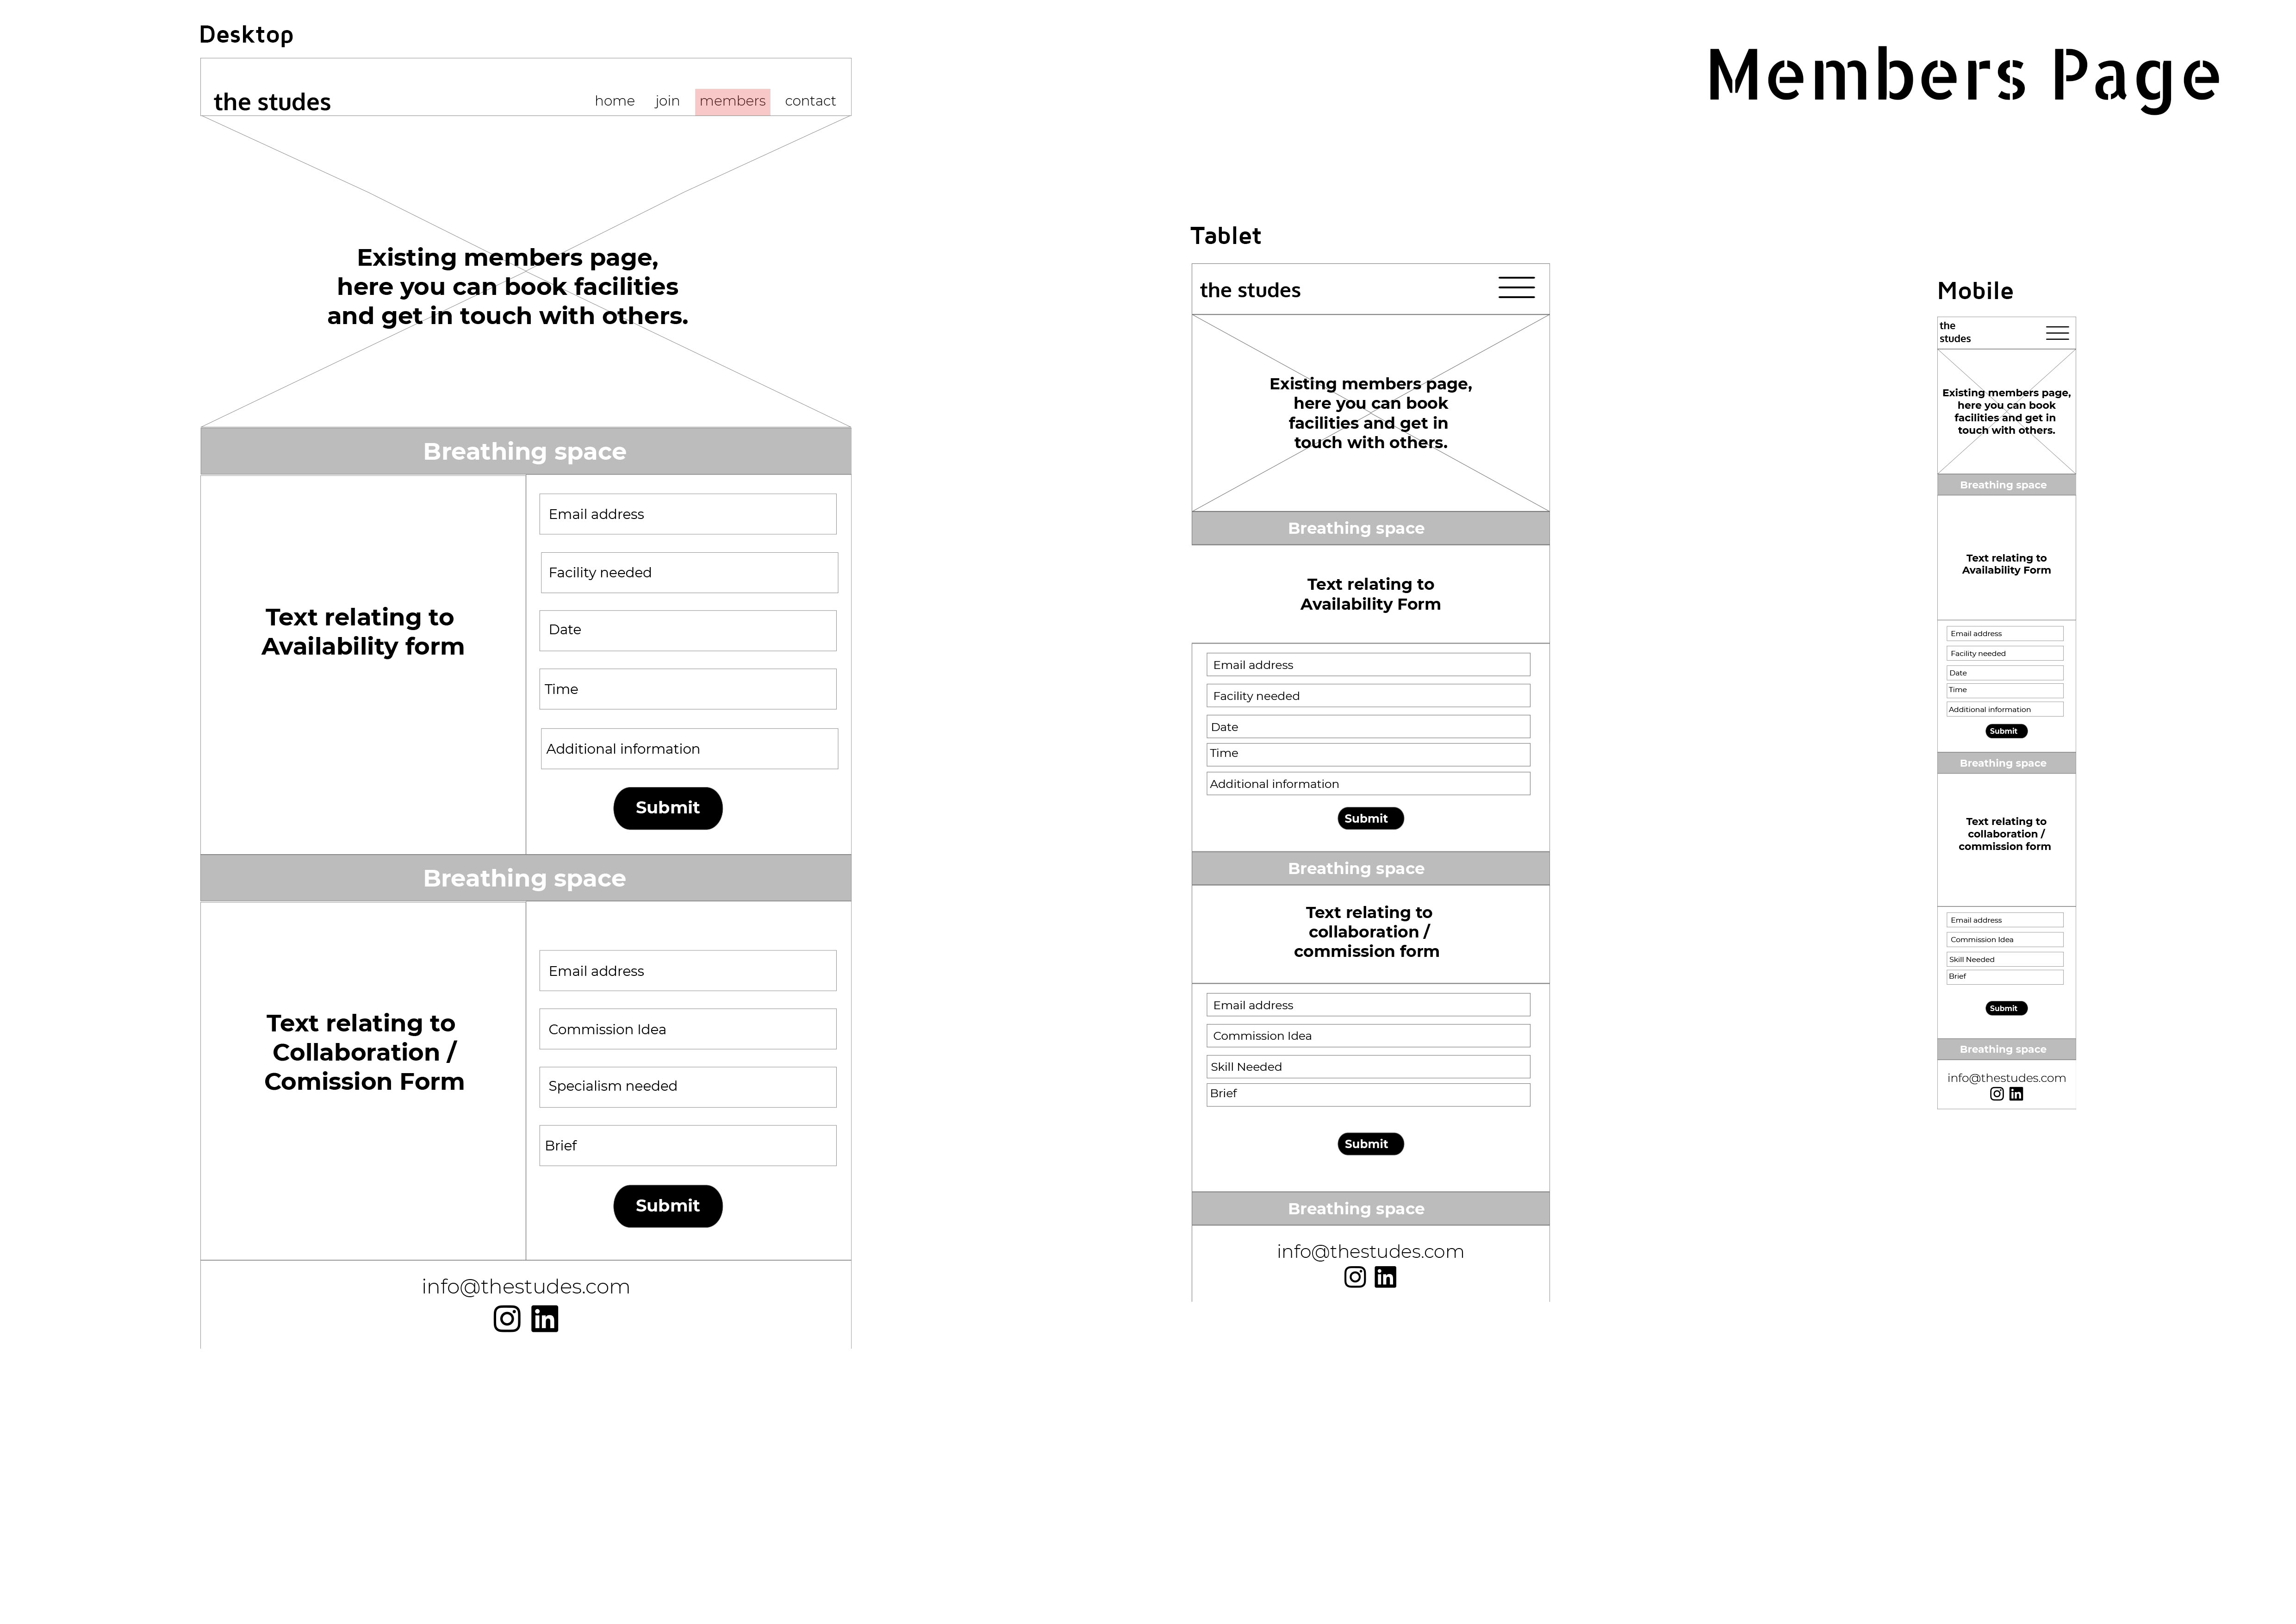 Members Page
Desktop
the studes
home join members contact
Existing members page,
here you can book facilities
and get in touch with others.
Breathing space
Text relating to
Availability form
Email address
Facility needed
Date
Time
Additional information
Submit
Breathing space
Text relating to
Collaboration /
Comission Form
Email address
Commission Idea
Specialism needed
Brief
Submit
info@thestudes.com
in
Tablet
the studes
Existing members page,
here you can book
facilities and get in
touch with others.
Breathing space
Text relating to
Availability Form
Email address
Facility needed
Date
Time
Additional information
Submit
Breathing space
Text relating to
collaboration /
commission form
Email address
Commission Idea
Skill Needed
Brief
Submit
Breathing space
info@thestudes.com
in
Mobile
the
studes
Existing members page,
here you can book
facilities and get in
touch with others.
Breathing space
Text relating to
Availability Form
Email address
Facility needed
Date
Time
Additional information
Submit
Breathing space
Text relating to
collaboration /
commission form
Email address
Commission Idea
Skill Needed
Brief
Submit
Breathing space
info@thestudes.com
in